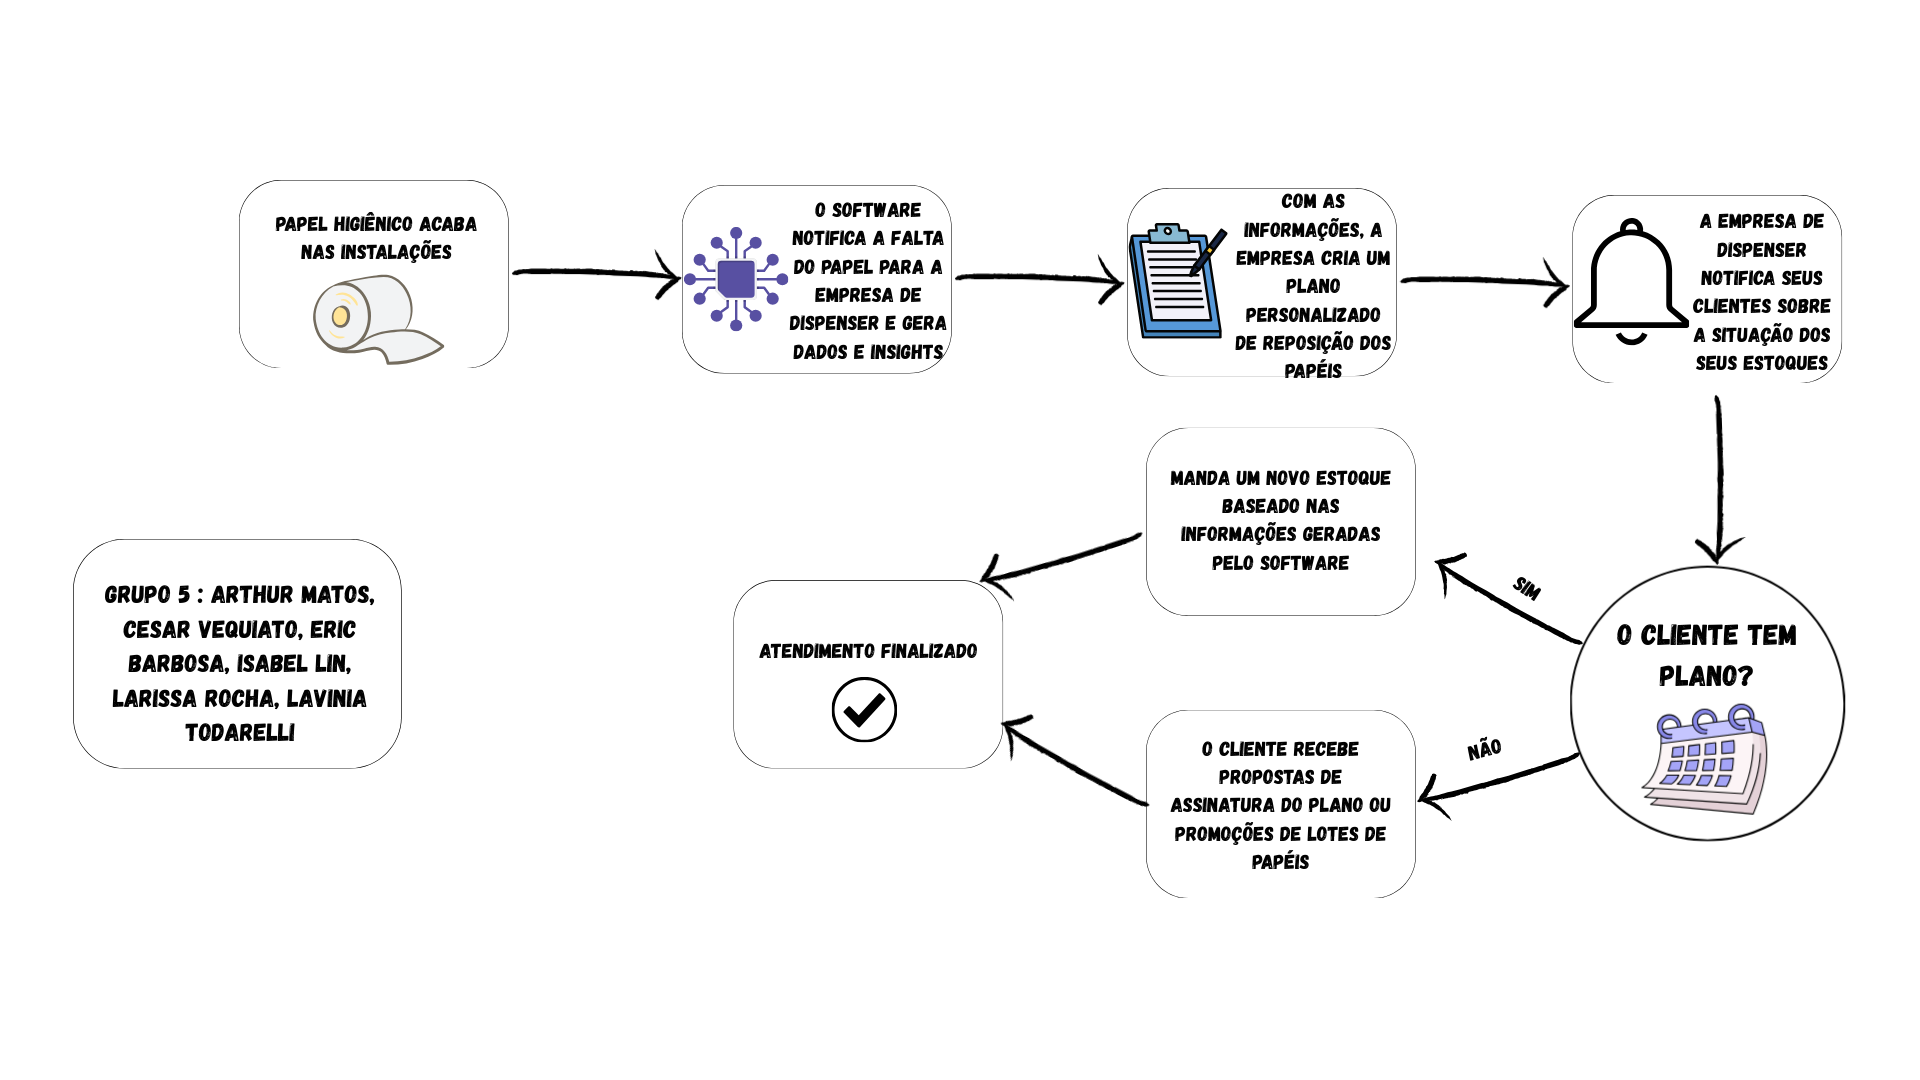 PAPEL HIGIÊNICO ACABA
NAS INSTALAÇÕES
O SOFTWARE
NOTIFICA A FALTA
DO PAPEL PARA A
EMPRESA DE
DISPENSER E GERA
DADOS E INSIGHTS
COM AS
INFORMAÇÕES, A
EMPRESA CRIA UM
PLANO
PERSONALIZADO
DE REPOSIÇÃO DOS
PAPÉIS
A EMPRESA DE
DISPENSER
NOTIFICA SEUS
CLIENTES SOBRE
A SITUAÇÃO DOS
SEUS ESTOQUES
O CLIENTE TEM
PLANO?
SIM
MANDA UM NOVO ESTOQUE
BASEADO NAS
INFORMAÇÕES GERADAS
PELO SOFTWARE
NÃO
O CLIENTE RECEBE
PROPOSTAS DE
ASSINATURA DO PLANO OU
PROMOÇÕES DE LOTES DE
PAPÉIS
ATENDIMENTO FINALIZADO
GRUPO 5 : ARTHUR MATOS,
CESAR VEQUIATO, ERIC
BARBOSA, ISABEL LIN,
LARISSA ROCHA, LAVINIA
TODARELLI